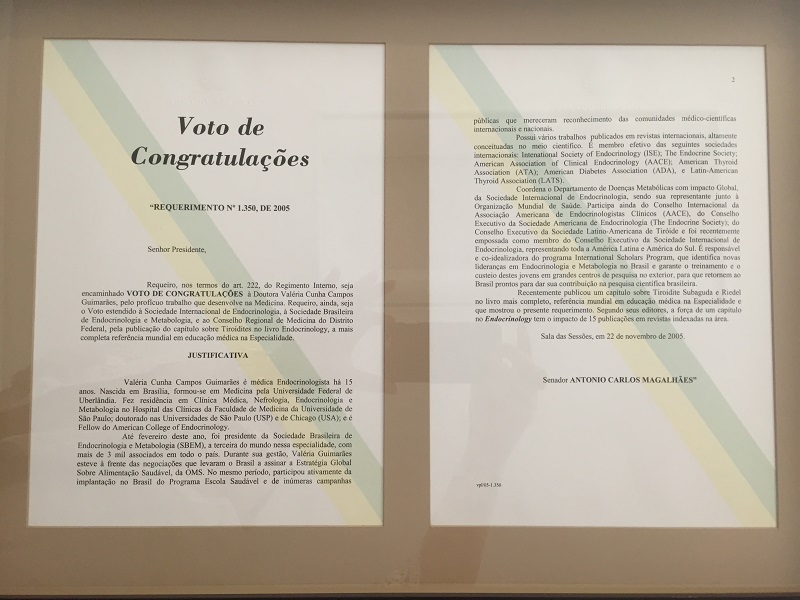 Voto de
Congratulações
“REQUERIMENTO Nº 1.350, DE 2005
Senhor Presidente,
Requeiro, nos termos do art. 222, do Regimento Interno, seja
encaminhado VOTO DE CONGRATULAÇÕES à Doutora Valéria Cunha Campos
Guimarães, pelo profícuo trabalho que desenvolve na Medicina. Requeiro, ainda, seja
o Voto estendido à Sociedade Internacional de Endocrinologia, à Sociedade Brasileira
de Endocrinologia e Metabologia, e ao Conselho Regional de Medicina do Distrito
Federal, pela publicação do capítulo sobre Tiroidites no livro Endocrinology, a mais
completa referência mundial em educação médica na Especialidade.
JUSTIFICATIVA
Valéria Cunha Campos Guimarães é médica Endocrinologista há 15
anos. Nascida em Brasília, formou-se em Medicina pela Universidade Federal de
Uberlândia. Fez residência em Clínica Médica, Nefrologia, Endocrinologia e
Metabologia no Hospital das Clínicas da Faculdade de Medicina da Universidade de
São Paulo; doutorado nas Universidades de São Paulo (USP) e de Chicago (USA); e é
Fellow do American College of Endocrinology.
Até fevereiro deste ano, foi presidente da Sociedade Brasileira de
Endocrinologia e Metabologia (SBEM), a terceira do mundo nessa especialidade, com
mais de 3 mil associados em todo o país. Durante sua gestão, Valéria Guimarães
esteve à frente das negociações que levaram o Brasil a assinar a Estratégia Global
Sobre Alimentação Saudável, da OMS. No mesmo período, participou ativamente da
implantação no Brasil do Programa Escola Saudável e de inúmeras campanhas
2
públicas que mereceram reconhecimento das comunidades médico-científicas
internacionais e nacionais.
Possui vários trabalhos publicados em revistas internacionais, altamente
conceituadas no meio científico. É membro efetivo das seguintes sociedades
internacionais: International Society of Endocrinology (ISE); The Endocrine Society;
American Association of Clinical Endocrinology (AACE); American Thyroid
Association (ATA); American Diabetes Association (ADA), e Latin-American
Thyroid Association (LATS).
Coordena o Departamento de Doenças Metabólicas com impacto Global,
da Sociedade Internacional de Endocrinologia, sendo sua representante junto à
Organização Mundial de Saúde. Participa ainda do Conselho Internacional da
Associação Americana de Endocrinologistas Clínicos (AACE), do Conselho
Executivo da Sociedade Americana de Endocrinologia (The Endocrine Society); do
Conselho Executivo da Sociedade Latino-Americana de Tiróide e foi recentemente
empossada como membro do Conselho Executivo da Sociedade Internacional de
Endocrinologia, representando toda a América Latina e América do Sul. É responsável
e co-idealizadora do programa International Scholars Program, que identifica novas
lideranças em Endocrinologia e Metabologia no Brasil e garante o treinamento e o
custeio destes jovens em grandes centros de pesquisa no exterior, para que retornem ao
Brasil prontos para dar sua contribuição na pesquisa científica brasileira.
Recentemente publicou um capítulo sobre Tiroidite Subaguda e Riedel
no livro mais completo, referência mundial em educação médica na Especialidade e
que mostrou o presente requerimento. Segundo seus editores, a força de um capítulo
no Endocrinology tem o impacto de 15 publicações em revistas indexadas na área.
Sala das Sessões, em 22 de novembro de 2005.
Senador ANTONIO CARLOS MAGALHÃES”